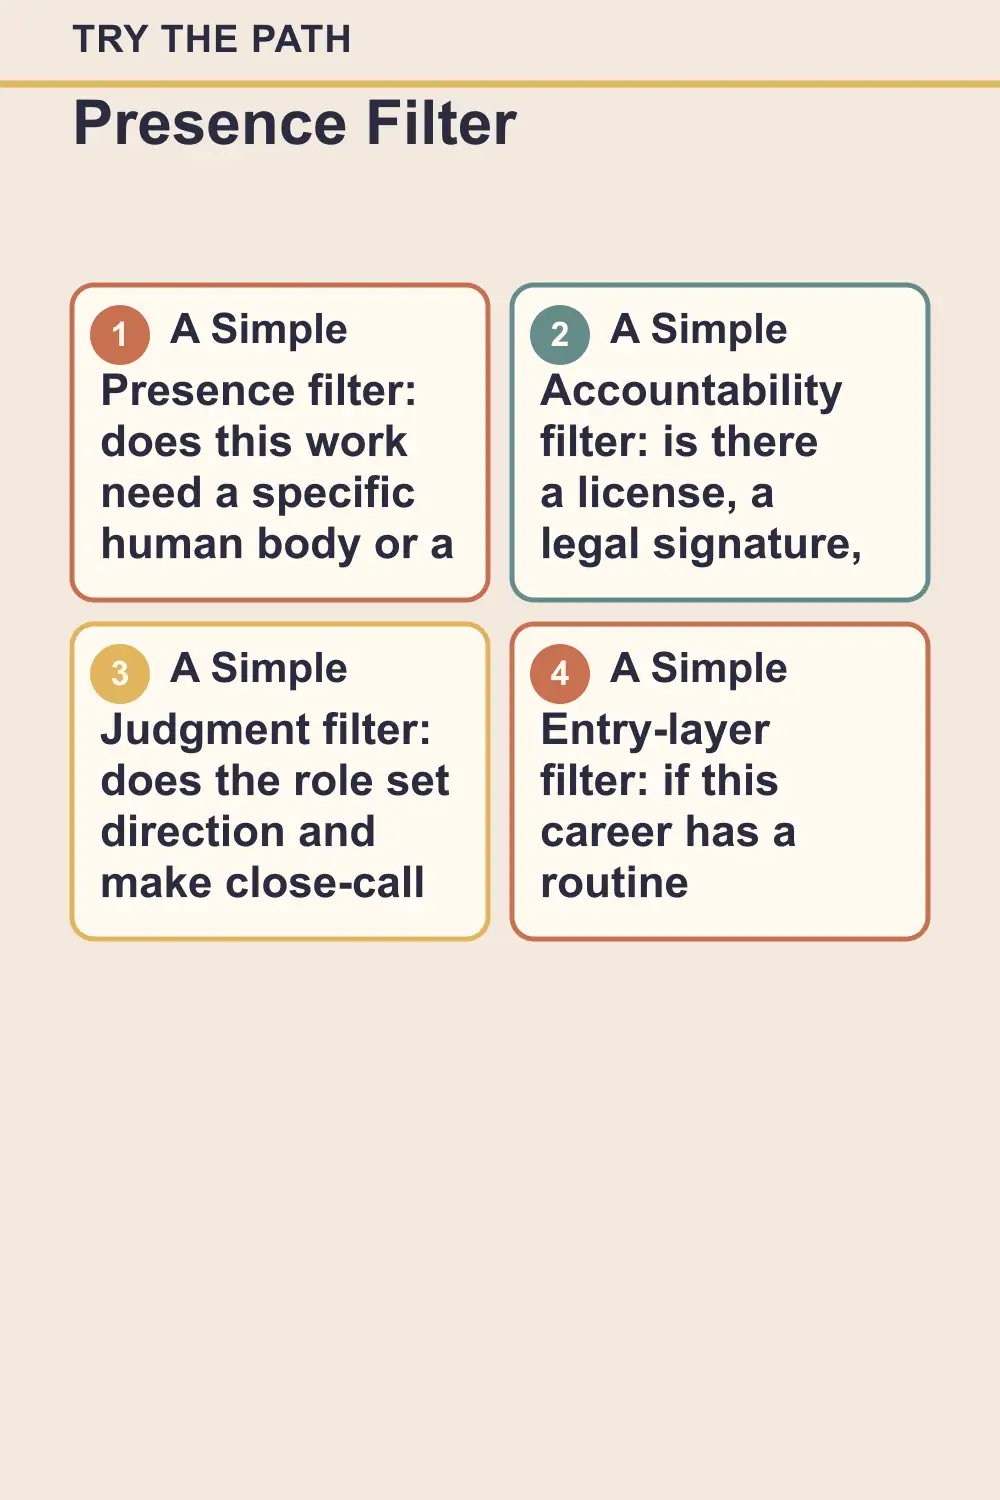 TRY THE PATH
Presence Filter
1 A Simple
Presence filter:
does this work
need a specific
human body or a
2 A Simple
Accountability
filter: is there
a license, a
legal signature,
3 A Simple
Judgment filter:
does the role set
direction and
make close-call
4 A Simple
Entry-layer
filter: if this
career has a
routine